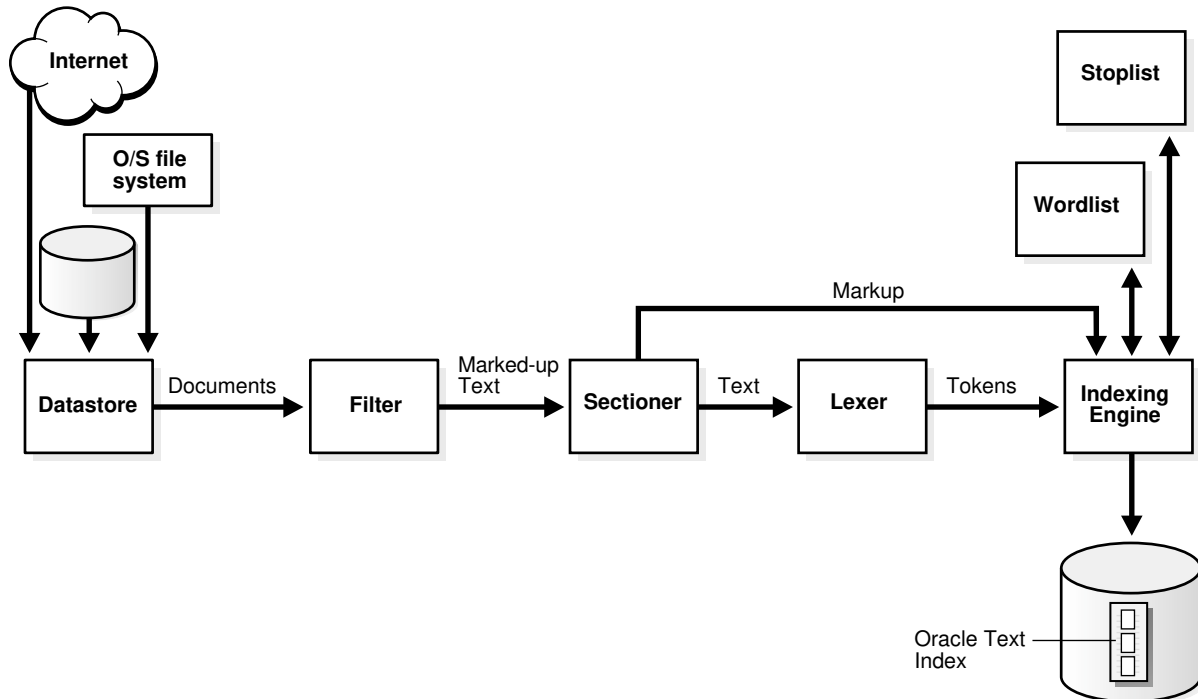 Internet
Stoplist
O/S file
system
Wordlist
Markup
Datastore
Documents
Filter
Marked-up
Text
Sectioner
Text
Lexer
Tokens
Indexing
Engine
Oracle Text
Index